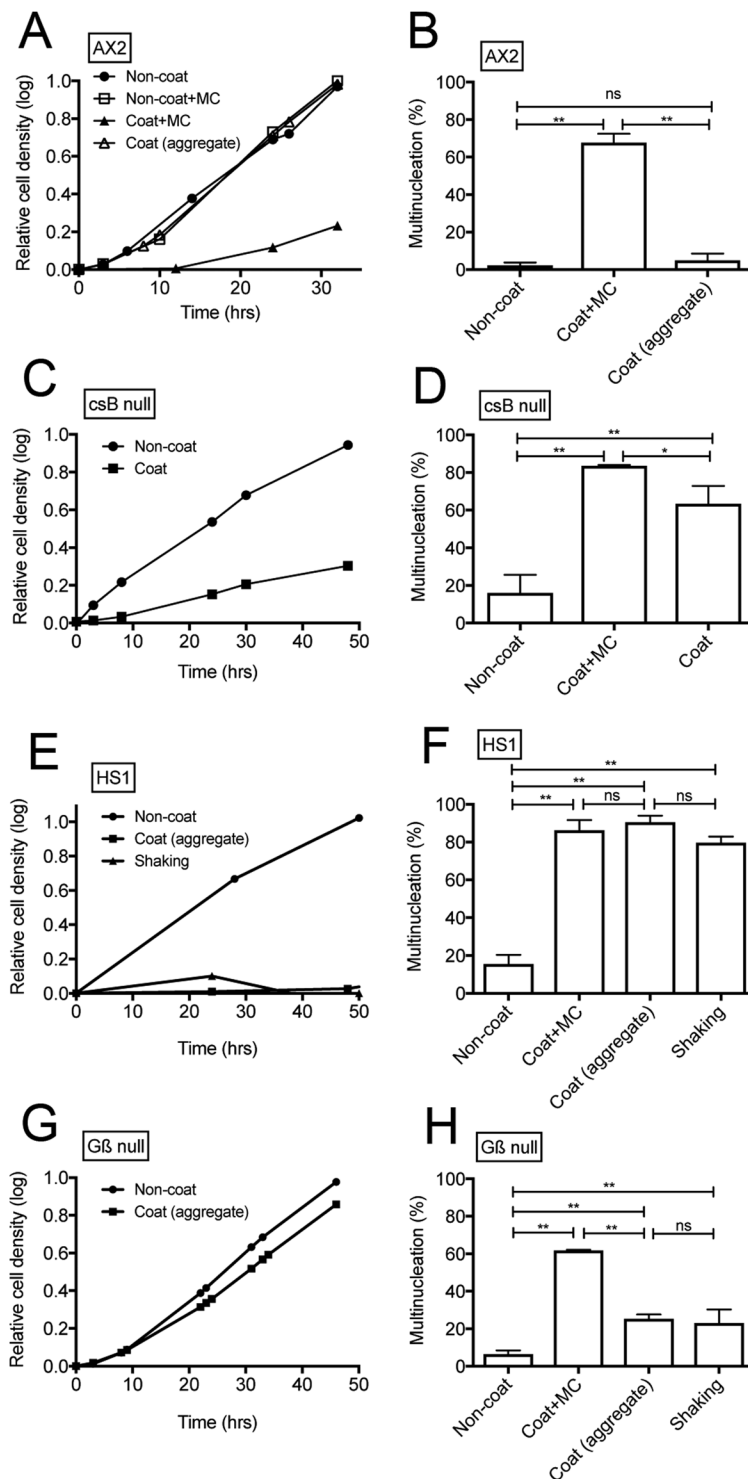 A
AX2
Non-coat
Non-coat+MC
Coat+MC
Coat (aggregate)
Relative cell density (log)
1.0
0.8
0.6
0.4
0.2
0.0
0 10 20 30
Time (hrs)
B
AX2
ns
** **
Multinucleation (%)
100
80
60
40
20
0
Non-coat
Coat+MC
Coat (aggregate)
C
csB null
Non-coat
Coat
Relative cell density (log)
1.0
0.8
0.6
0.4
0.2
0.0
0 10 20 30 40 50
Time (hrs)
D
csB null
**
** *
Multinucleation (%)
100
80
60
40
20
0
Non-coat
Coat+MC
Coat
E
HS1
Non-coat
Coat (aggregate)
Shaking
Relative cell density (log)
1.0
0.8
0.6
0.4
0.2
0.0
0 10 20 30 40 50
Time (hrs)
F
HS1
**
**
** ns ns
Multinucleation (%)
100
80
60
40
20
0
Non-coat
Coat+MC
Coat (aggregate)
Shaking
G
Gß null
Non-coat
Coat (aggregate)
Relative cell density (log)
1.0
0.8
0.6
0.4
0.2
0.0
0 10 20 30 40 50
Time (hrs)
H
Gß null
**
**
** ** ns
Multinucleation (%)
100
80
60
40
20
0
Non-coat
Coat+MC
Coat (aggregate)
Shaking